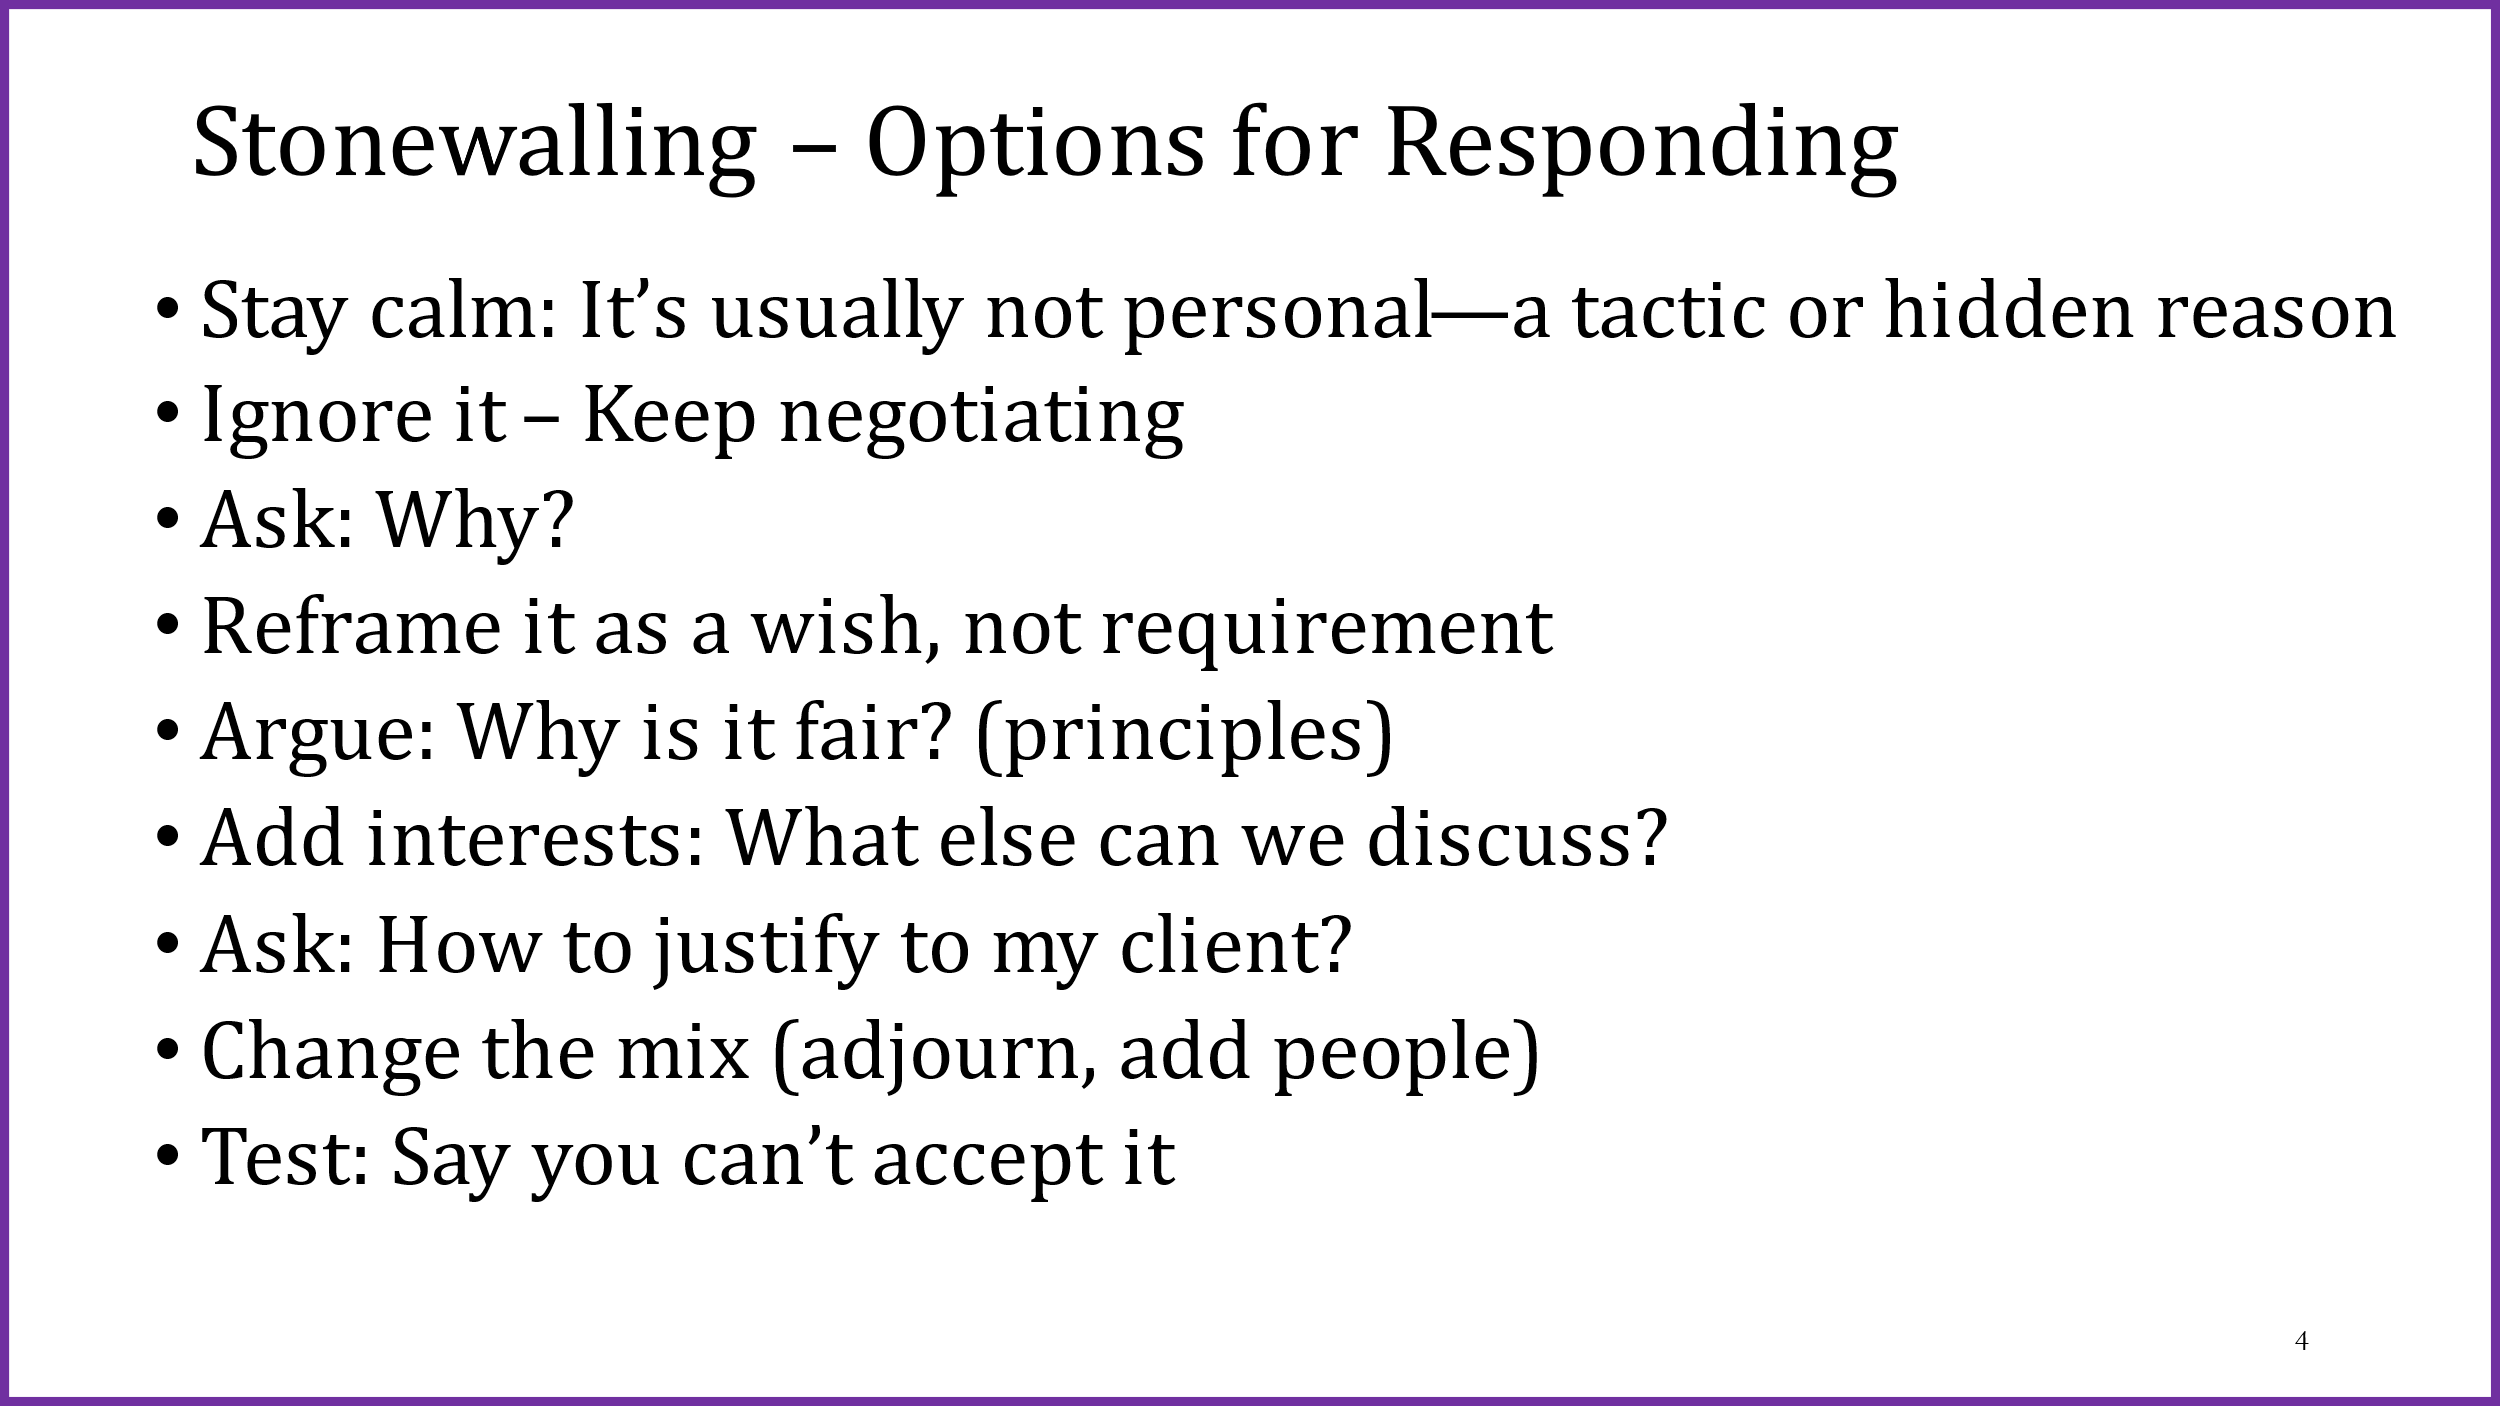 Stonewalling – Options for Responding
• Stay calm: It’s usually not personal—a tactic or hidden reason
• Ignore it – Keep negotiating
• Ask: Why?
• Reframe it as a wish, not requirement
• Argue: Why is it fair? (principles)
• Add interests: What else can we discuss?
• Ask: How to justify to my client?
• Change the mix (adjourn, add people)
• Test: Say you can’t accept it
4